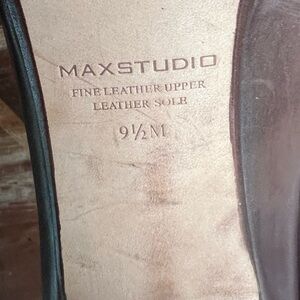 MAXSTUDIO
FINE LEATHER UPPER
LEATHER SOLE
9½M